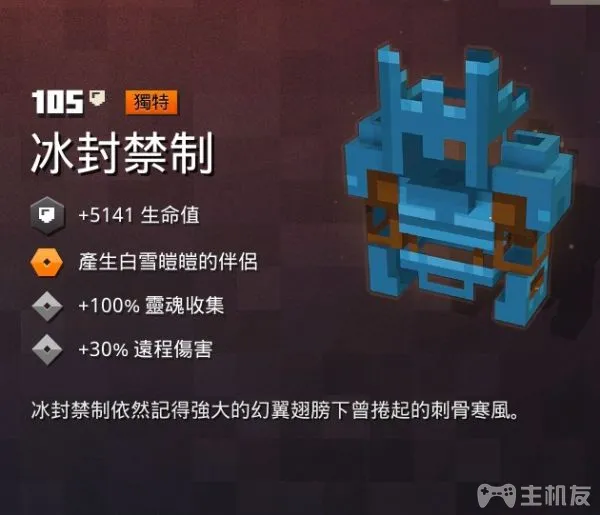 105 獨特
冰封禁制
+5141 生命值
產生白雪皚皚的伴侶
+100% 靈魂收集
+30% 遠程傷害
冰封禁制依然記得強大的幻翼翅膀下曾捲起的刺骨寒風。
主机友